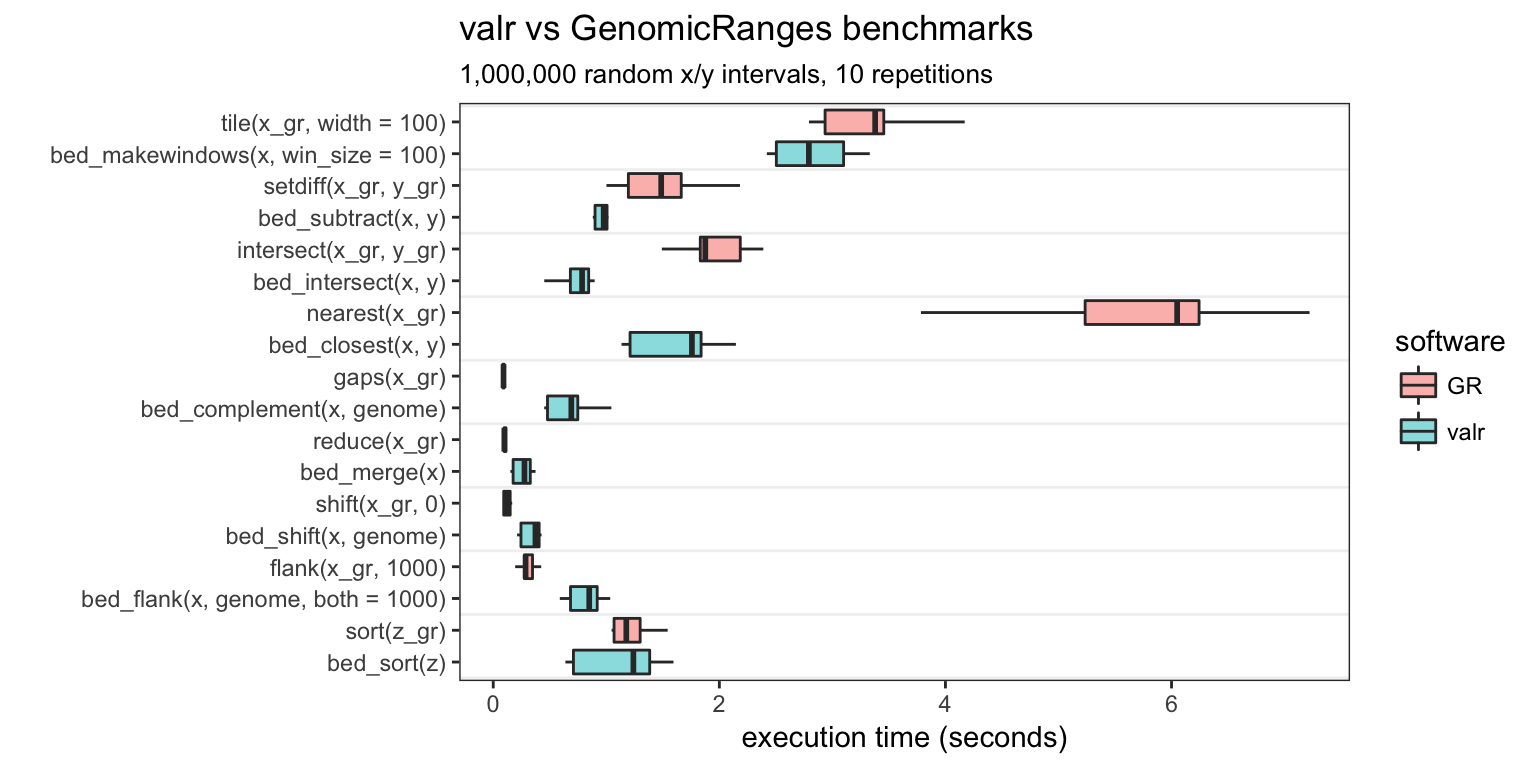 valr vs GenomicRanges benchmarks
1,000,000 random x/y intervals, 10 repetitions
tile(x_gr, width = 100)
bed_makewindows(x, win_size = 100)
setdiff(x_gr, y_gr)
bed_subtract(x, y)
intersect(x_gr, y_gr)
bed_intersect(x, y)
nearest(x_gr)
bed_closest(x, y)
gaps(x_gr)
bed_complement(x, genome)
reduce(x_gr)
bed_merge(x)
shift(x_gr, 0)
bed_shift(x, genome)
flank(x_gr, 1000)
bed_flank(x, genome, both = 1000)
sort(z_gr)
bed_sort(z)
0 2 4 6
execution time (seconds)
software
GR
valr